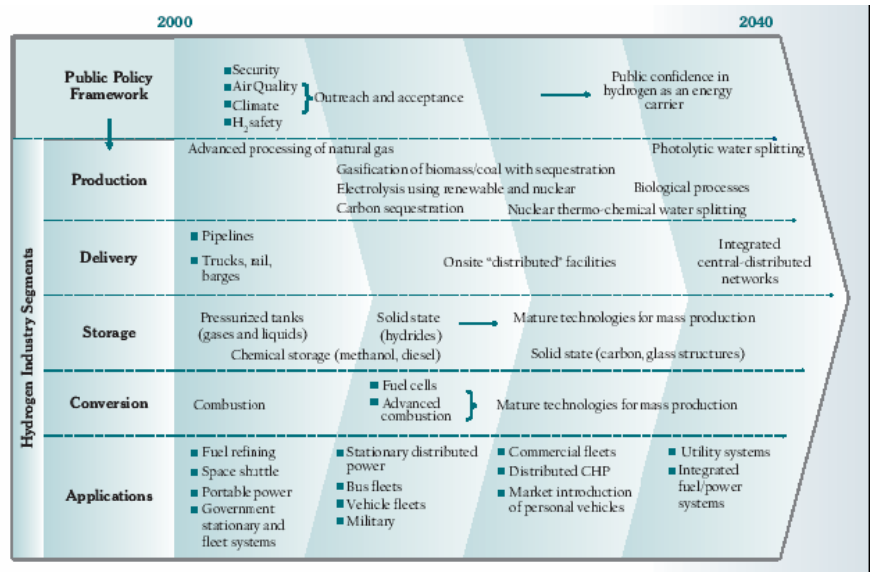 2000
2040
Public Policy
Framework
■Security
■Air Quality
■Climate
■H2safety
Outreach and acceptance
Public confidence in
hydrogen as an energy
carrier
Hydrogen Industry Segments
Production
Advanced processing of natural gas
Photolytic water splitting
Gasification of biomass/coal with sequestration
Electrolysis using renewable and nuclear
Biological processes
Carbon sequestration
Nuclear thermo-chemical water splitting
Delivery
■ Pipelines
■ Trucks, rail,
barges
Onsite “distributed” facilities
Integrated
central-distributed
networks
Storage
Pressurized tanks
(gases and liquids)
Solid state
(hydrides)
Mature technologies for mass production
Chemical storage (methanol, diesel)
Solid state (carbon, glass structures)
Conversion
Combustion
■ Fuel cells
■ Advanced
combustion
Mature technologies for mass production
Applications
■ Fuel refining
■ Space shuttle
■ Portable power
■ Government
stationary and
fleet systems
■ Stationary distributed
power
■ Bus fleets
■ Vehicle fleets
■ Military
■ Commercial fleets
■ Distributed CHP
■ Market introduction
of personal vehicles
■ Utility systems
■ Integrated
fuel/power
systems